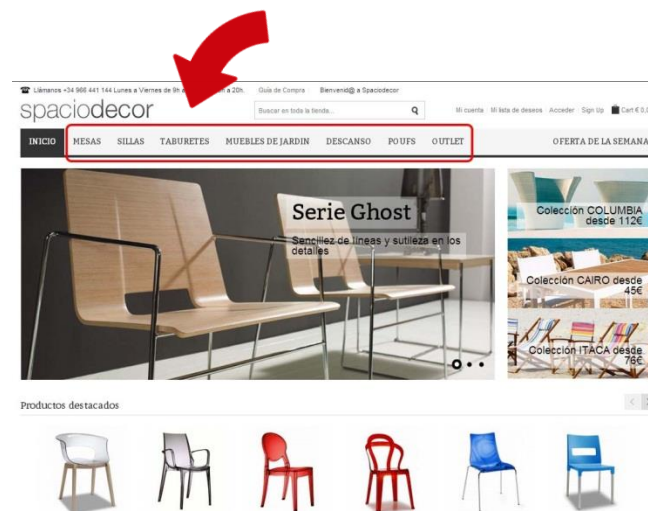 Llámanos +34 966 441 144 Lunes a Viernes de 9h a 20h. Guía de Compra Bienvenid@ a Spaciodecor
spaciodecor
Buscar en toda la tienda...
Mi cuenta Mi lista de deseos Acceder Sign Up Cart € 0,0
INICIO MESAS SILLAS TABURETES MUEBLES DE JARDIN DESCANSO POUFS OUTLET OFERTA DE LA SEMANA
Serie Ghost
Sencillez de líneas y sutileza en los
detalles
Colección COLUMBIA
desde 112€
Colección CAIRO desde
45€
Colección ITACA desde
76€
Productos destacados